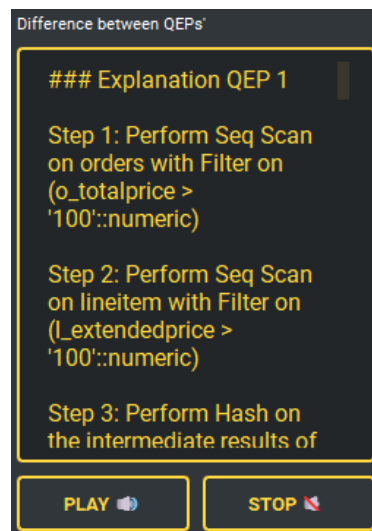 Difference between QEPs'
### Explanation QEP 1
Step 1: Perform Seq Scan
on orders with Filter on
(o_totalprice >
'100'::numeric)
Step 2: Perform Seq Scan
on lineitem with Filter on
(l_extendedprice >
'100'::numeric)
Step 3: Perform Hash on
the intermediate results of
PLAY 🔊 STOP 🔇